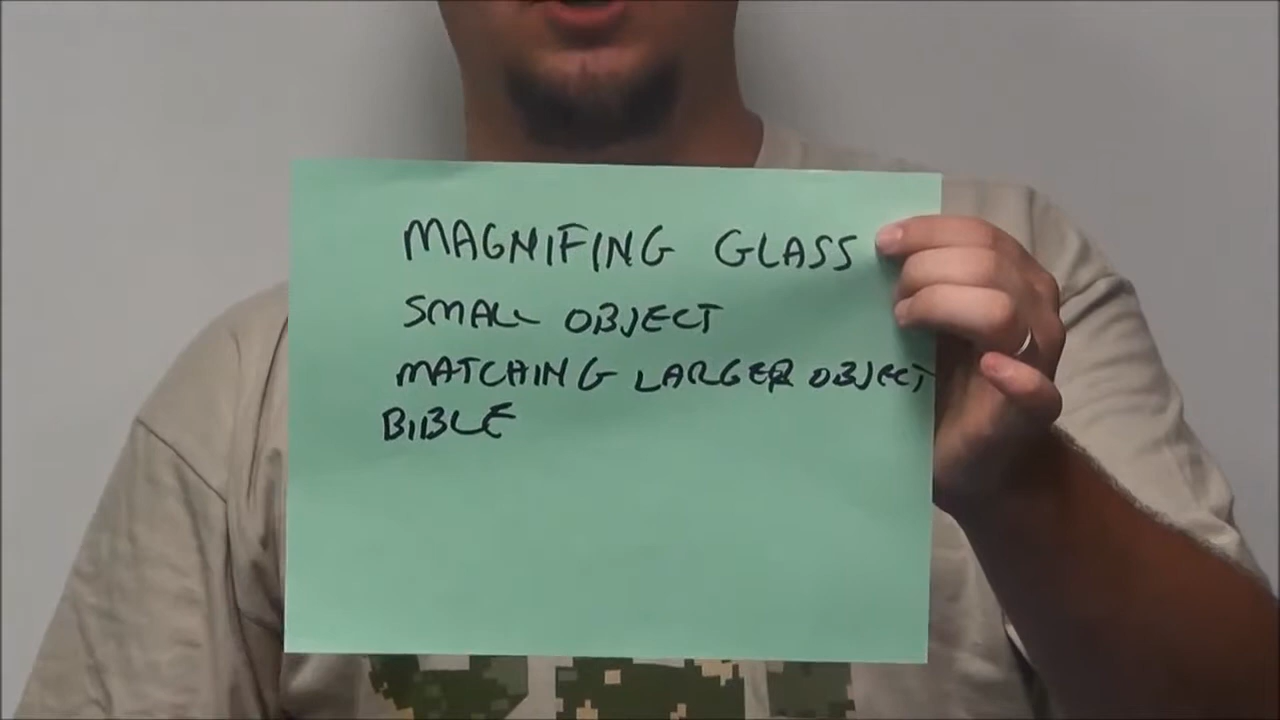 MAGNIFING GLASS
SMALL OBJECT
MATCHING LARGER OBJECT
BIBLE